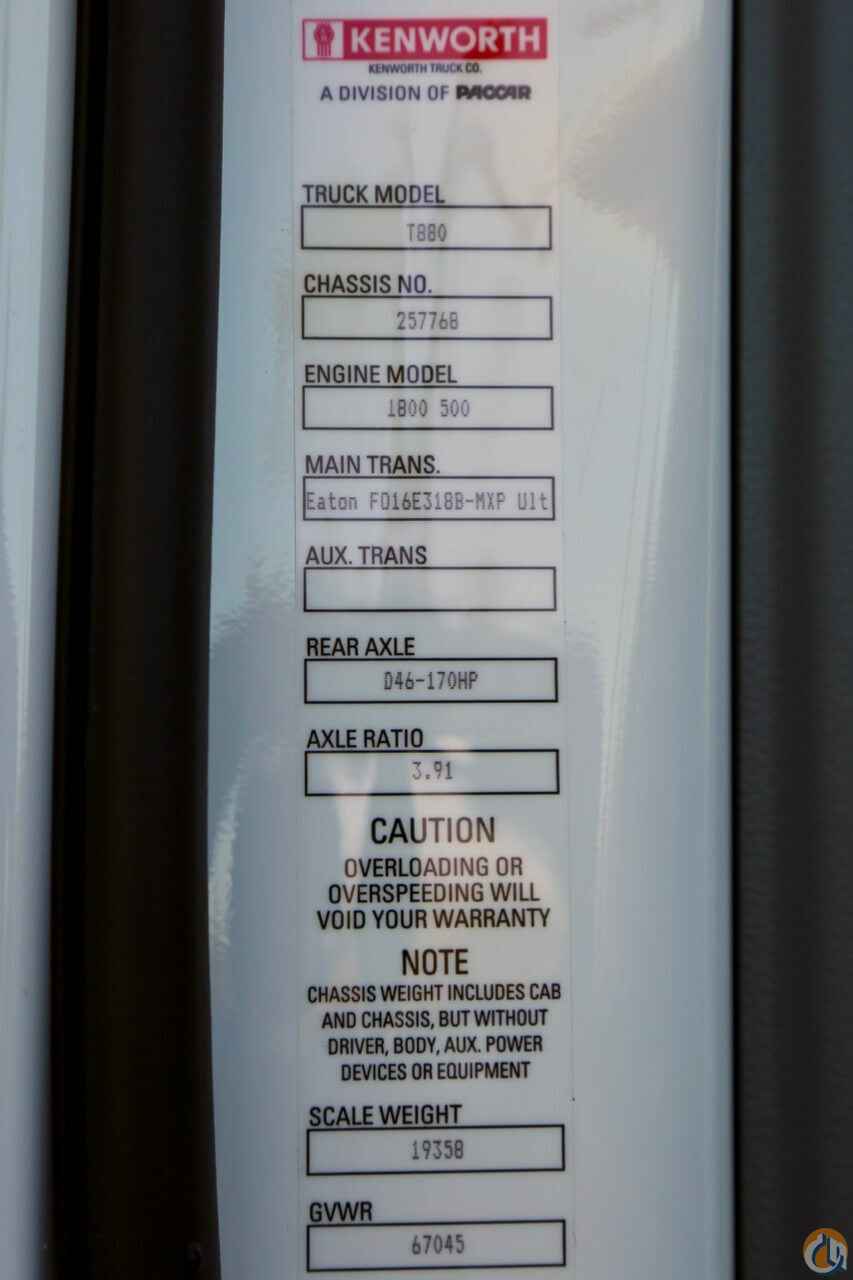 KENWORTH
KENWORTH TRUCK CO.
A DIVISION OF PACCAR
TRUCK MODEL
T880
CHASSIS NO.
257768
ENGINE MODEL
1800 500
MAIN TRANS.
Eaton FO16E318B-MXP Ult
AUX. TRANS
REAR AXLE
D46-170HP
AXLE RATIO
3.91
CAUTION
OVERLOADING OR
OVERSPEEDING WILL
VOID YOUR WARRANTY
NOTE
CHASSIS WEIGHT INCLUDES CAB
AND CHASSIS, BUT WITHOUT
DRIVER, BODY, AUX. POWER
DEVICES OR EQUIPMENT
SCALE WEIGHT
19358
GVWR
67045